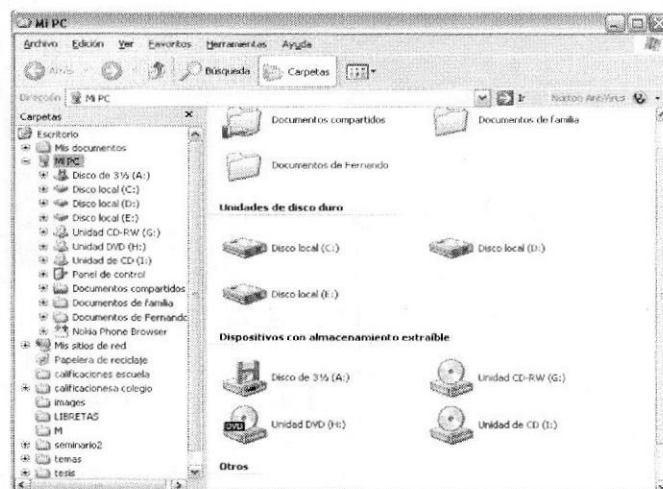 Mi PC
Archivo Edición Ver Favoritos Herramientas Ayuda
Atrás Búsqueda Carpetas
Dirección Mi PC Ir Norton AntiVirus
Carpetas
Escritorio
Mis documentos
Mi PC
Disco de 3½ (A:)
Disco local (C:)
Disco local (D:)
Disco local (E:)
Unidad CD-RW (G:)
Unidad DVD (H:)
Unidad de CD (I:)
Panel de control
Documentos compartidos
Documentos de familia
Documentos de Fernando
Nokia Phone Browser
Mis sitios de red
Papelera de reciclaje
calificaciones escuela
calificacionesa colegio
images
LIBRETAS
M
seminario2
temas
tesis
Documentos compartidos Documentos de familia
Documentos de Fernando
Unidades de disco duro
Disco local (C:) Disco local (D:)
Disco local (E:)
Dispositivos con almacenamiento extraíble
Disco de 3½ (A:) Unidad CD-RW (G:)
DVD Unidad DVD (H:) Unidad de CD (I:)
Otros